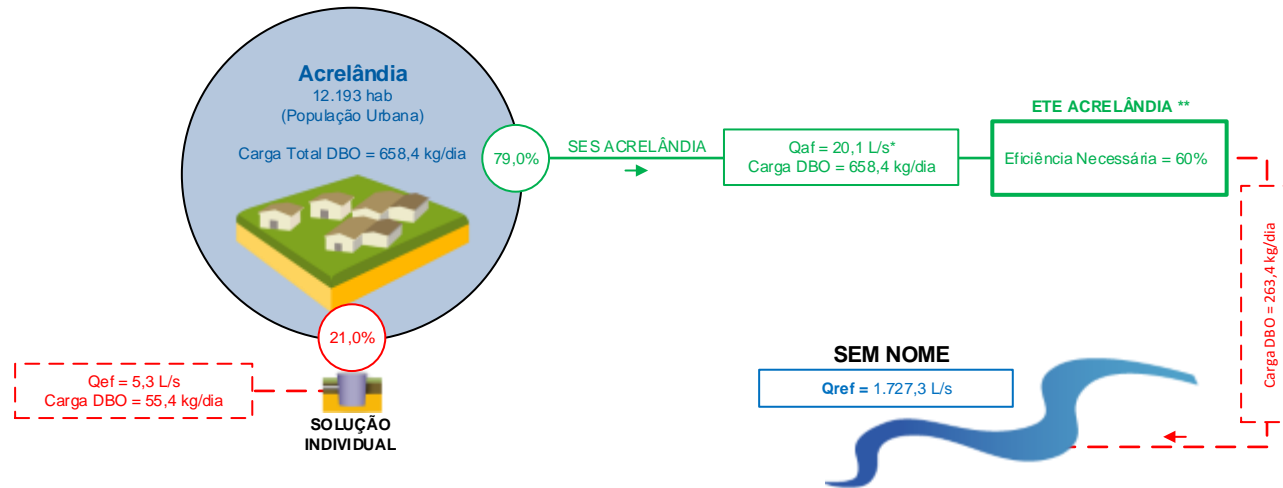 Acrelândia
12.193 hab
(População Urbana)
Carga Total DBO = 658,4 kg/dia
79,0%
SES ACRELÂNDIA
Qaf = 20,1 L/s*
Carga DBO = 658,4 kg/dia
ETE ACRELÂNDIA **
Eficiência Necessária = 60%
Carga DBO = 263,4 kg/dia
21,0%
Qef = 5,3 L/s
Carga DBO = 55,4 kg/dia
SOLUÇÃO
INDIVIDUAL
SEM NOME
Qref = 1.727,3 L/s